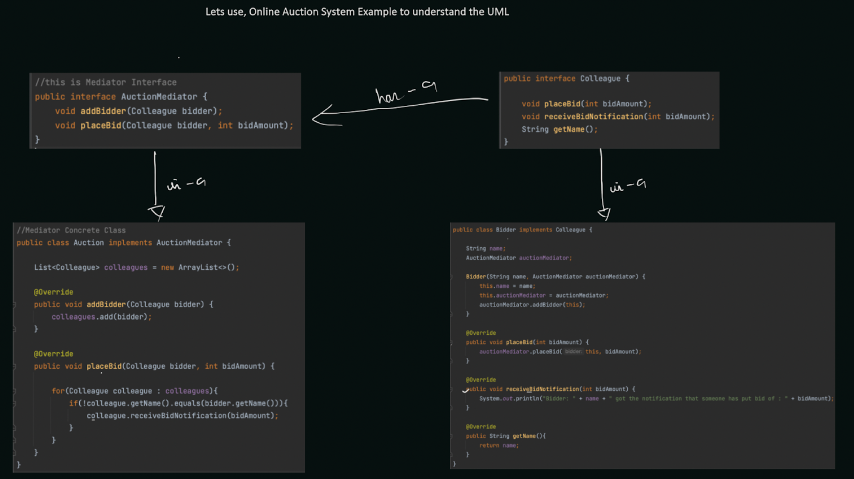 Lets use, Online Auction System Example to understand the UML
//this is Mediator Interface
public interface AuctionMediator {
void addBidder(Colleague bidder);
void placeBid(Colleague bidder, int bidAmount);
}
has-a
public interface Colleague {
void placeBid(int bidAmount);
void receiveBidNotification(int bidAmount);
String getName();
}
is-a
is-a
//Mediator Concrete Class
public class Auction implements AuctionMediator {
List<Colleague> colleagues = new ArrayList<>();
@Override
public void addBidder(Colleague bidder) {
colleagues.add(bidder);
}
@Override
public void placeBid(Colleague bidder, int bidAmount) {
for(Colleague colleague : colleagues){
if(!colleague.getName().equals(bidder.getName())){
colleague.receiveBidNotification(bidAmount);
}
}
}
}
public class Bidder implements Colleague {
String name;
AuctionMediator auctionMediator;
Bidder(String name, AuctionMediator auctionMediator) {
this.name = name;
this.auctionMediator = auctionMediator;
auctionMediator.addBidder(this);
}
@Override
public void placeBid(int bidAmount) {
auctionMediator.placeBid( bidder: this, bidAmount);
}
@Override
public void receiveBidNotification(int bidAmount) {
System.out.println("Bidder: " + name + " got the notification that someone has put bid of : " + bidAmount);
}
@Override
public String getName(){
return name;
}
}